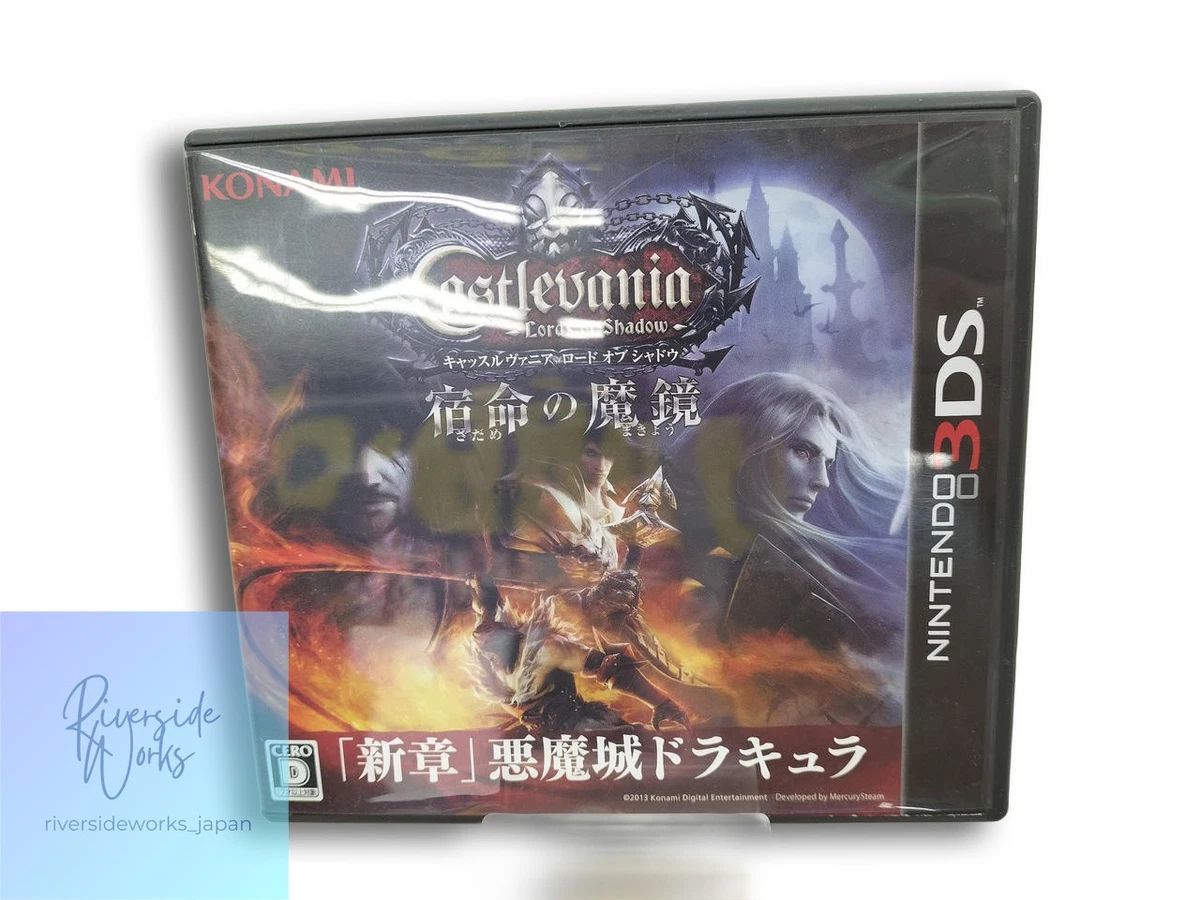 KONAMI
Castlevania
Lords of Shadow
キャッスルヴァニア ロード オブ シャドウ
宿命の魔鏡
さだめ まきょう
NINTENDO 3DS™
CERO
D
「新章」悪魔城ドラキュラ
©2013 Konami Digital Entertainment Developed by MercurySteam
Riverside
Works
riversideworks_japan